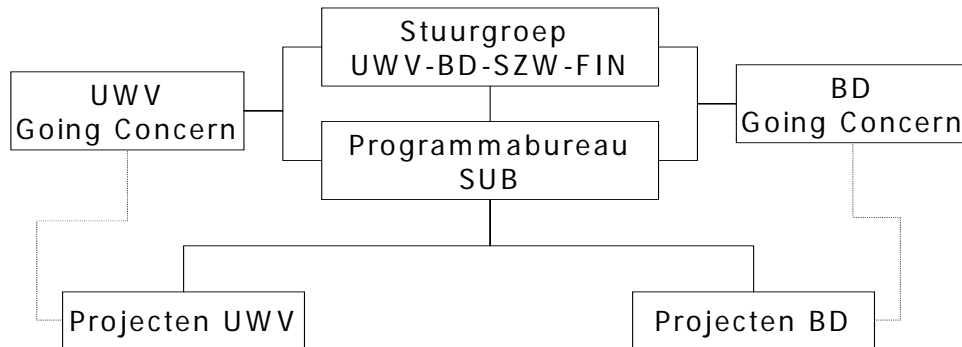 Stuurgroep
UWV-BD-SZW-FIN
UWV
Going Concern
BD
Going Concern
Programmabureau
SUB
Projecten UWV
Projecten BD